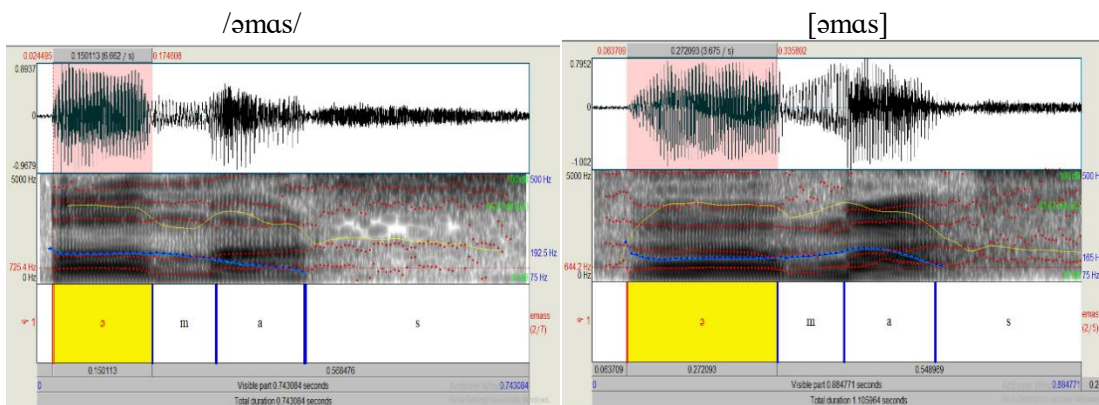 /əmɑs/
[əmɑs]
0.024495 0.150113 (6.662 / s) 0.174608
0.8937
0
-0.9679
5000 Hz
500 Hz
192.5 Hz
725.4 Hz
0 Hz
75 Hz
1
ə
m
a
s
emass
(2/7)
0.150113
0.568476
0
Visible part 0.743084 seconds
0.743084
Total duration 0.743084 seconds
0.063709
0.272093 (3.675 / s)
0.335802
0.7952
0
-1.002
5000 Hz
500 Hz
165 Hz
644.2 Hz
0 Hz
75 Hz
1
ə
m
a
s
emass
(2/5)
0.063709
0.272093
0.548969
0
Visible part 0.884771 seconds
0.884771
Total duration 1.105964 seconds